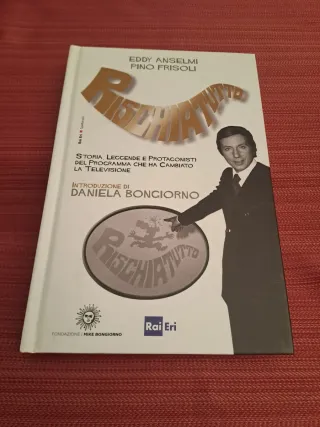 EDDY ANSELMI
PINO FRISOLI
RISCHIATUTTO
STORIA LEGGENDE E PROTAGONISTI
DEL PROGRAMMA CHE HA CAMBIATO
LA TELEVISIONE
INTRODUZIONE DI
DANIELA BONGIORNO
RISCHIATUTTO
FONDAZIONE MIKE BONGIORNO
Rai Eri